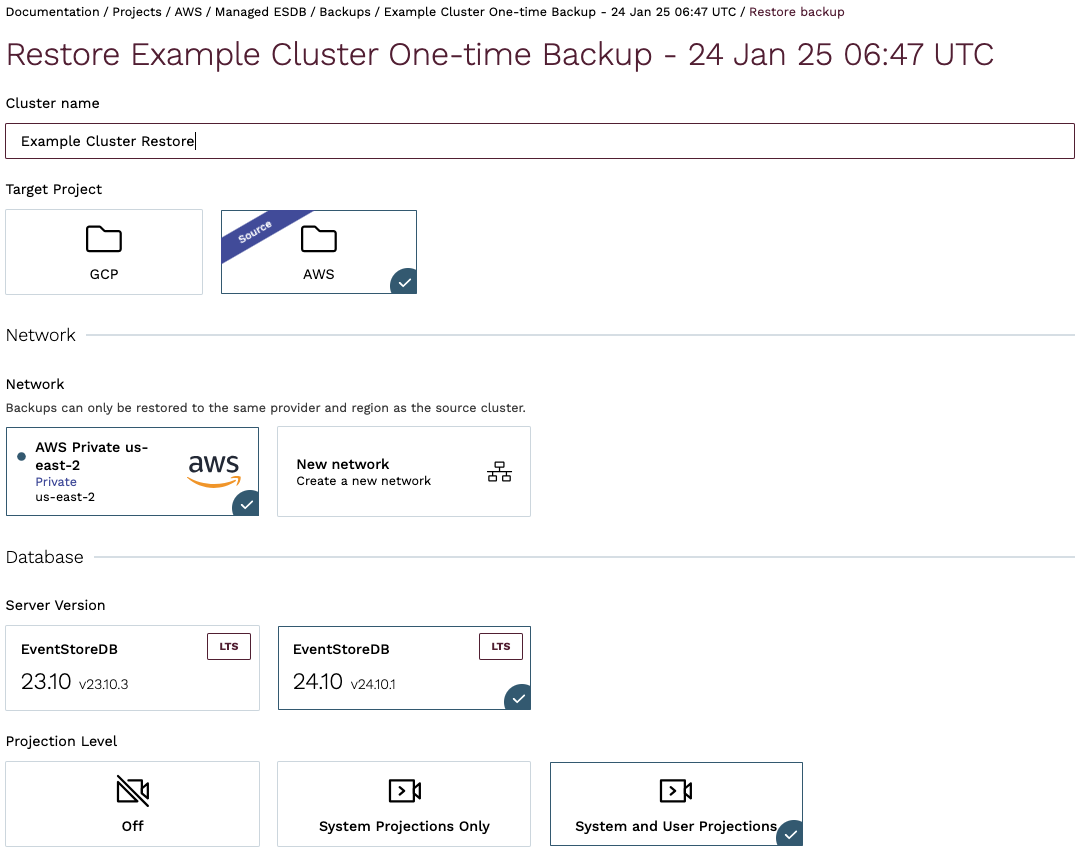 Documentation / Projects / AWS / Managed ESDB / Backups / Example Cluster One-time Backup - 24 Jan 25 06:47 UTC / Restore backup
Restore Example Cluster One-time Backup - 24 Jan 25 06:47 UTC
Cluster name
Example Cluster Restore
Target Project
GCP
Source
AWS
Network
Network
Backups can only be restored to the same provider and region as the source cluster.
AWS Private us-
east-2
Private
us-east-2
aws
New network
Create a new network
Database
Server Version
EventStoreDB
LTS
23.10 v23.10.3
EventStoreDB
LTS
24.10 v24.10.1
Projection Level
Off
System Projections Only
System and User Projections